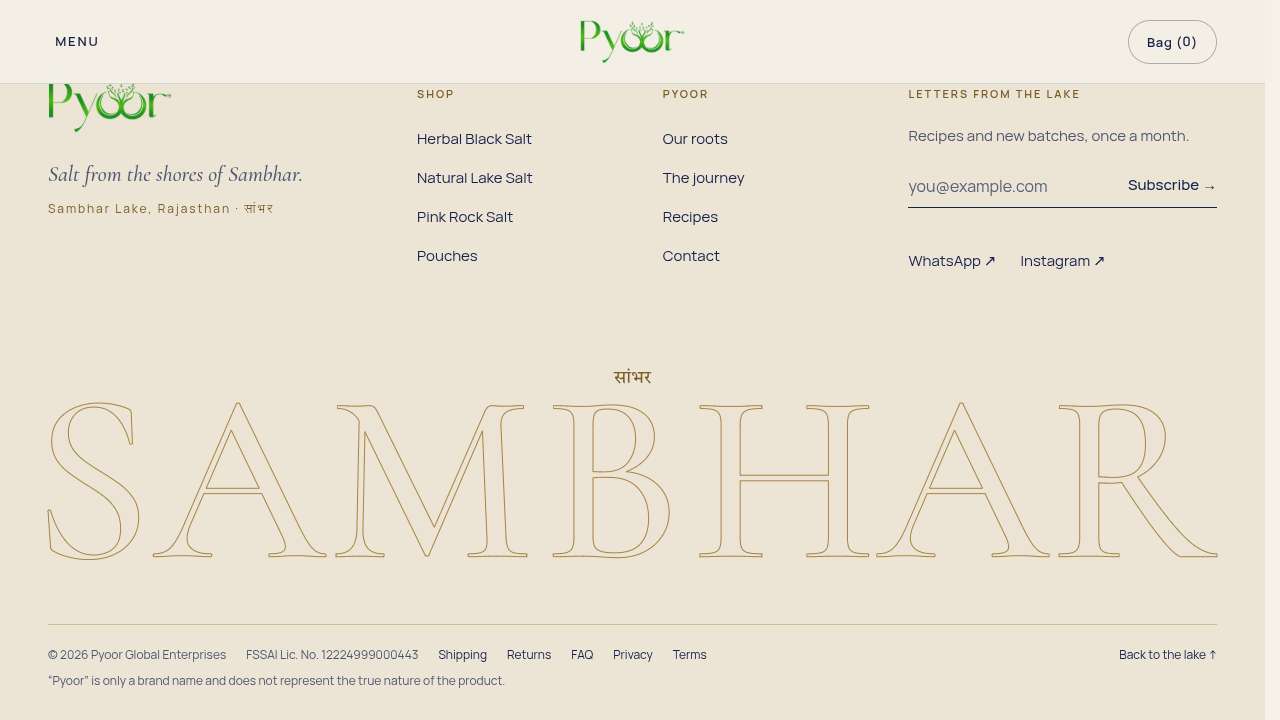 MENU
Pyoor
Bag (0)
Pyoor
Salt from the shores of Sambhar.
Sambhar Lake, Rajasthan · सांभर
SHOP
Herbal Black Salt
Natural Lake Salt
Pink Rock Salt
Pouches
PYOOR
Our roots
The journey
Recipes
Contact
LETTERS FROM THE LAKE
Recipes and new batches, once a month.
you@example.com Subscribe →
WhatsApp ↗ Instagram ↗
सांभर
SAMBHAR
© 2026 Pyoor Global Enterprises FSSAI Lic. No. 12224999000443 Shipping Returns FAQ Privacy Terms Back to the lake ↑
“Pyoor” is only a brand name and does not represent the true nature of the product.